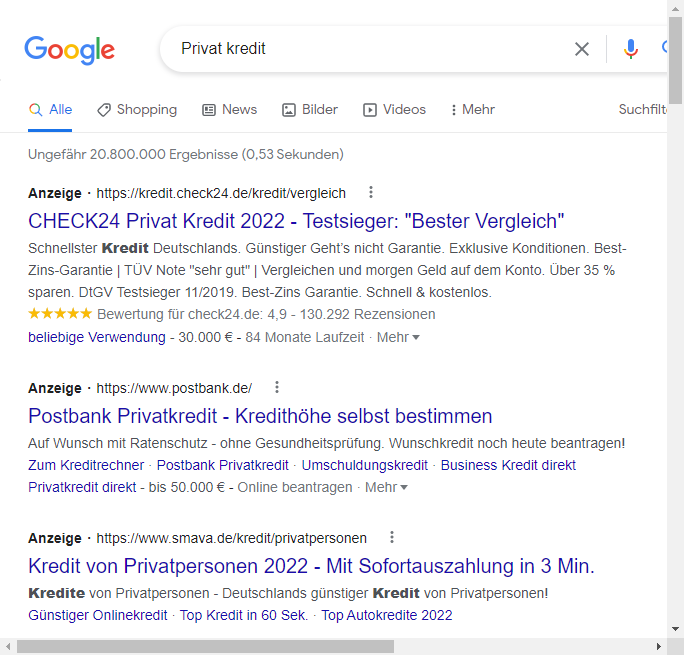 Google
Privat kredit
Alle Shopping News Bilder Videos Mehr
Ungefähr 20.800.000 Ergebnisse (0,53 Sekunden)
Anzeige · https://kredit.check24.de/kredit/vergleich
CHECK24 Privat Kredit 2022 - Testsieger: "Bester Vergleich"
Schnellster Kredit Deutschlands. Günstiger Geht’s nicht Garantie. Exklusive Konditionen. Best-
Zins-Garantie | TÜV Note "sehr gut" | Vergleichen und morgen Geld auf dem Konto. Über 35 %
sparen. DtGV Testsieger 11/2019. Best-Zins Garantie. Schnell & kostenlos.
★★★★★ Bewertung für check24.de: 4,9 - 130.292 Rezensionen
beliebige Verwendung - 30.000 € - 84 Monate Laufzeit · Mehr
Anzeige · https://www.postbank.de/
Postbank Privatkredit - Kredithöhe selbst bestimmen
Auf Wunsch mit Ratenschutz - ohne Gesundheitsprüfung. Wunschkredit noch heute beantragen!
Zum Kreditrechner · Postbank Privatkredit · Umschuldungskredit · Business Kredit direkt
Privatkredit direkt - bis 50.000 € - Online beantragen · Mehr
Anzeige · https://www.smava.de/kredit/privatpersonen
Kredit von Privatpersonen 2022 - Mit Sofortauszahlung in 3 Min.
Kredite von Privatpersonen - Deutschlands günstiger Kredit von Privatpersonen!
Günstiger Onlinekredit · Top Kredit in 60 Sek. · Top Autokredite 2022